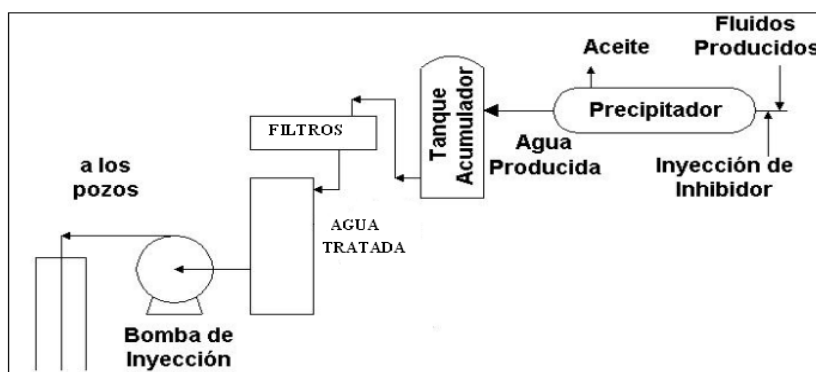 Fluidos
Producidos
Aceite
Precipitador
Tanque
Acumulador
Agua
Producida
Inyección de
Inhibidor
FILTROS
a los
pozos
AGUA
TRATADA
Bomba de
Inyección